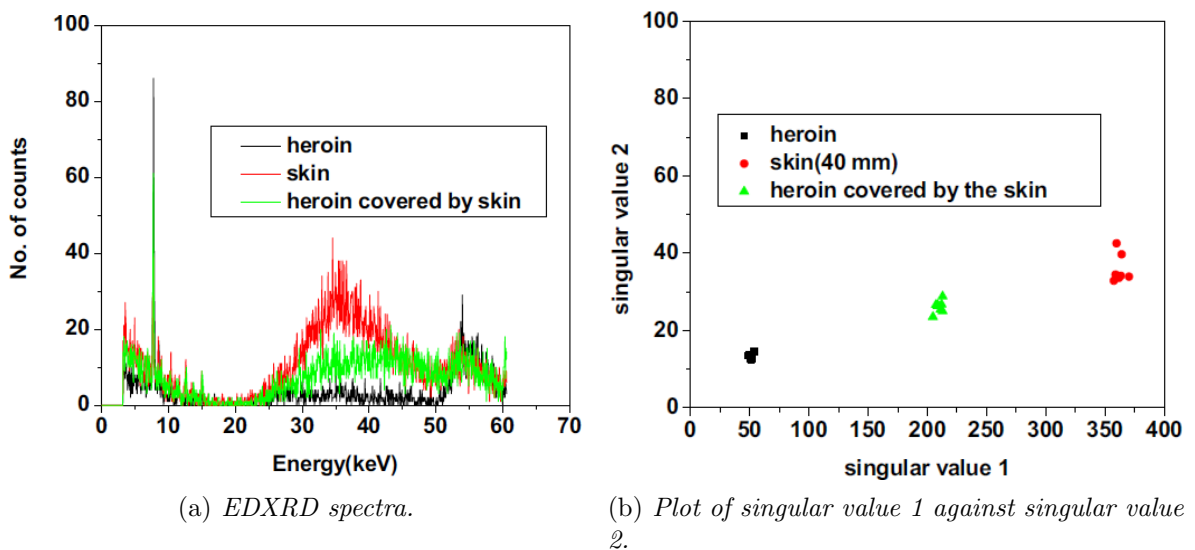 100
80
60
40
20
0
No. of counts
heroin
skin
heroin covered by skin
0 10 20 30 40 50 60 70
Energy(keV)
(a) EDXRD spectra.
100
80
60
40
20
0
singular value 2
heroin
skin(40 mm)
heroin covered by the skin
0 50 100 150 200 250 300 350 400
singular value 1
(b) Plot of singular value 1 against singular value
2.